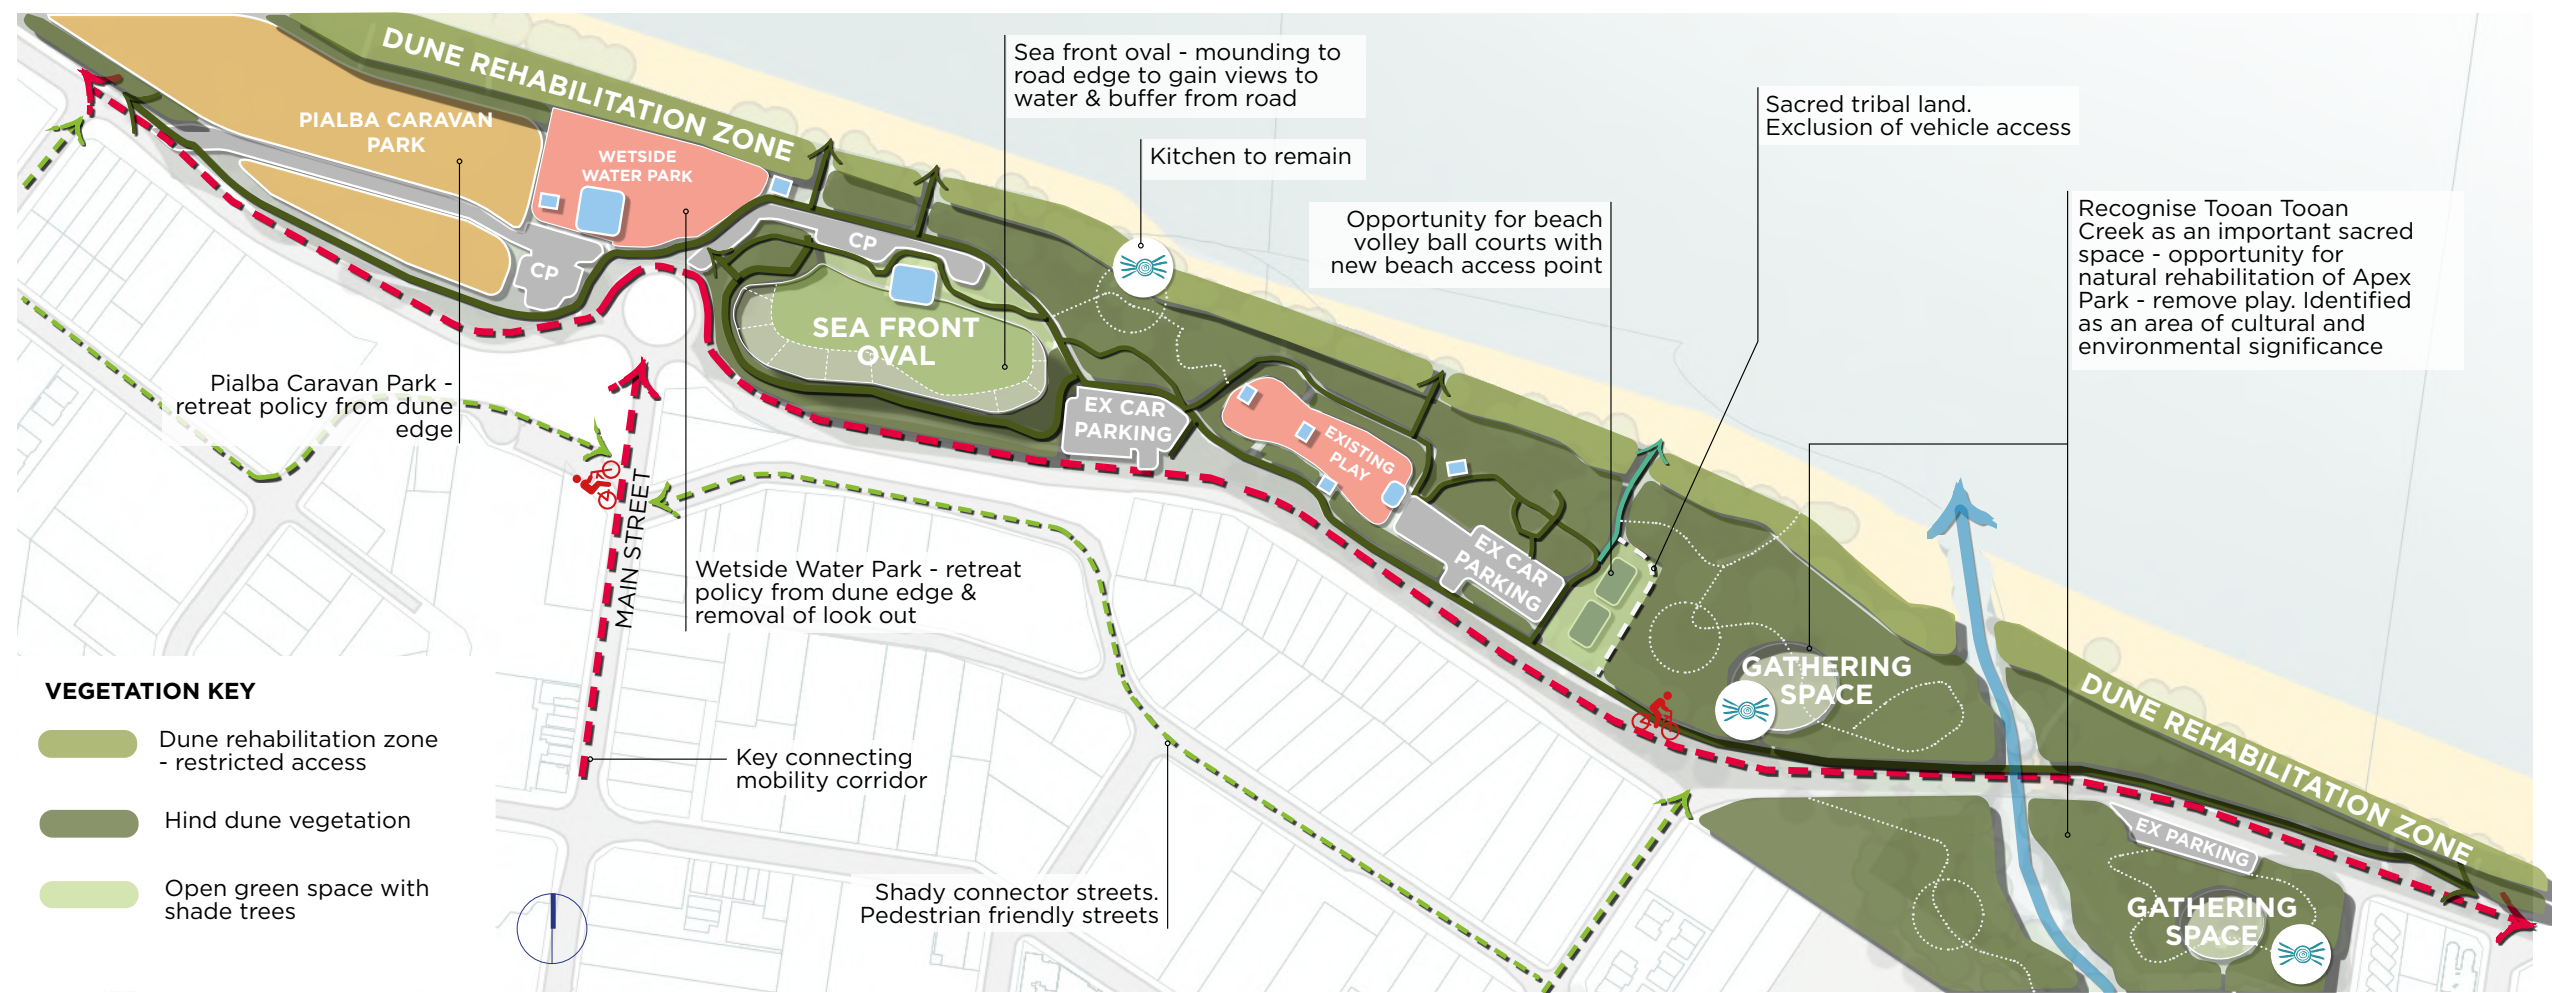 DUNE REHABILITATION ZONE
Sea front oval - mounding to
road edge to gain views to
water & buffer from road
Sacred tribal land.
Exclusion of vehicle access
PIALBA CARAVAN
PARK
WETSIDE
WATER PARK
Kitchen to remain
Recognise Tooan Tooan
Creek as an important sacred
space - opportunity for
natural rehabilitation of Apex
Park - remove play. Identified
as an area of cultural and
environmental significance
Opportunity for beach
volley ball courts with
new beach access point
CP
CP
SEA FRONT
OVAL
Pialba Caravan Park -
retreat policy from dune
edge
EX CAR
PARKING
EXISTING
PLAY
MAIN STREET
EX CAR
PARKING
Wetside Water Park - retreat
policy from dune edge &
removal of look out
GATHERING
SPACE
DUNE REHABILITATION ZONE
VEGETATION KEY
Dune rehabilitation zone
- restricted access
Hind dune vegetation
Open green space with
shade trees
Key connecting
mobility corridor
EX PARKING
Shady connector streets.
Pedestrian friendly streets
GATHERING
SPACE